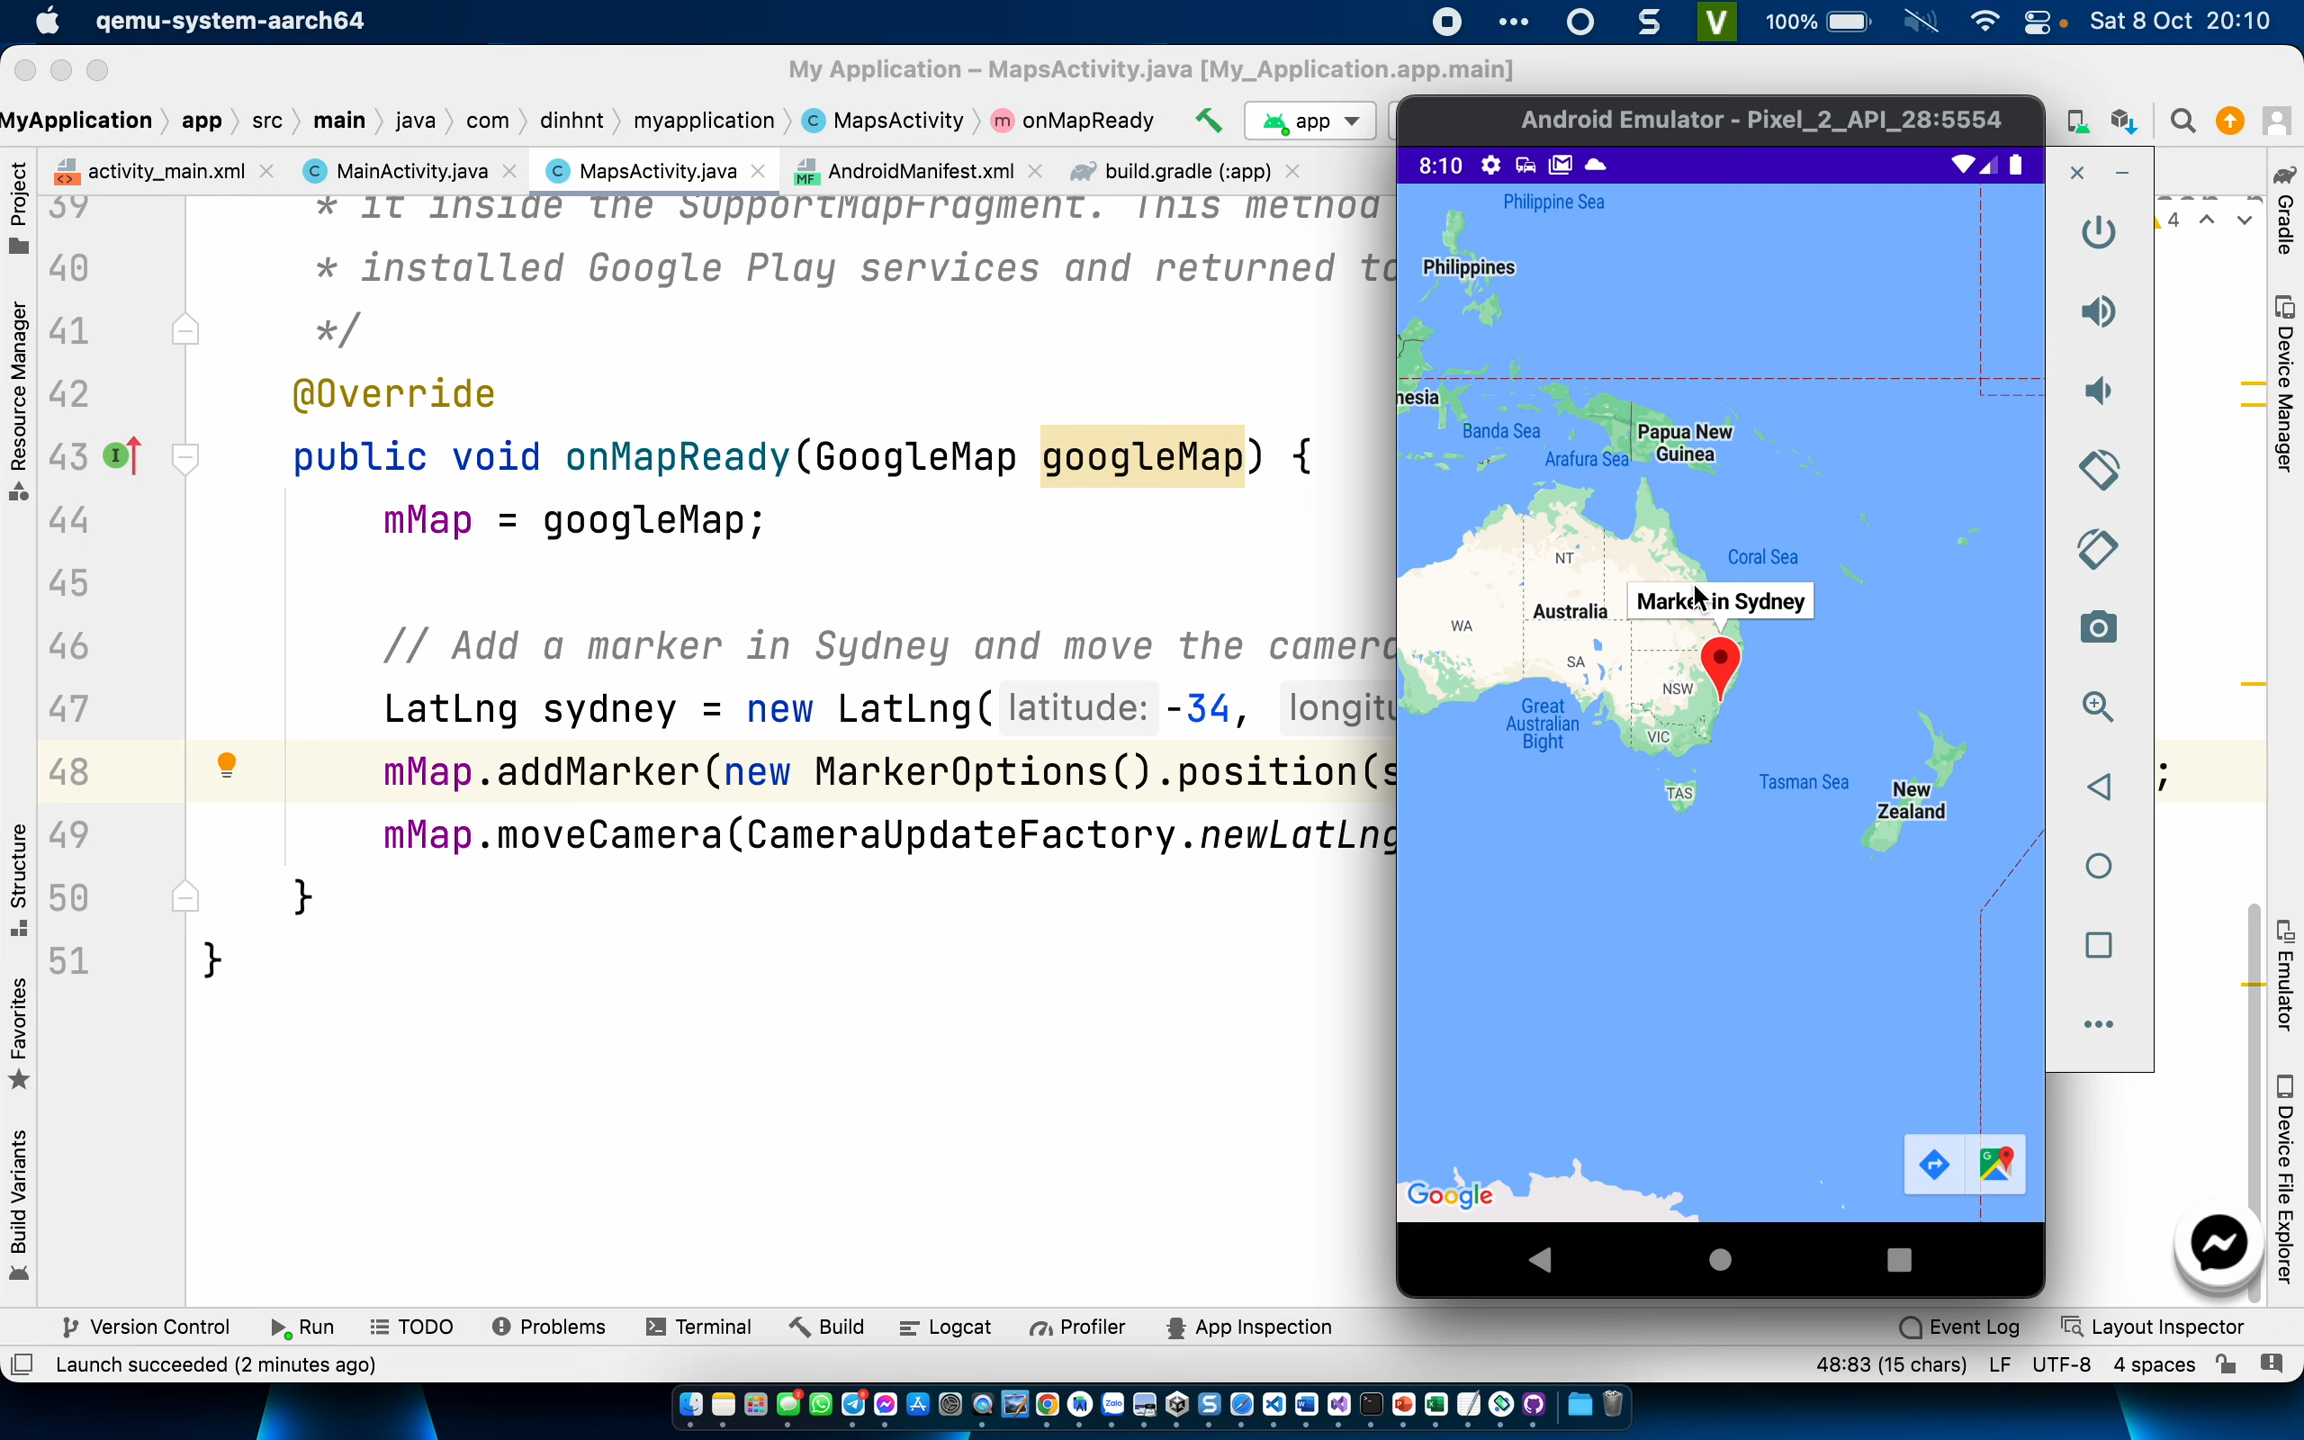 qemu-system-aarch64
100%
Sat 8 Oct 20:10
My Application – MapsActivity.java [My_Application.app.main]
MyApplication
app
src
main
java
com
dinhnt
myapplication
C MapsActivity
m onMapReady
app
activity_main.xml
C MainActivity.java
C MapsActivity.java
MF AndroidManifest.xml
build.gradle (:app)
Project
Resource Manager
Structure
Favorites
Build Variants
39 * it inside the SupportMapFragment. This method
40 * installed Google Play services and returned to
41 */
42 @Override
43 public void onMapReady(GoogleMap googleMap) {
44 mMap = googleMap;
45
46 // Add a marker in Sydney and move the camera
47 LatLng sydney = new LatLng( latitude: -34, longitu
48 mMap.addMarker(new MarkerOptions().position(s ;
49 mMap.moveCamera(CameraUpdateFactory.newLatLng
50 }
51 }
4
Android Emulator - Pixel_2_API_28:5554
8:10
Philippine Sea
Philippines
nesia
Banda Sea
Papua New
Guinea
Arafura Sea
Coral Sea
NT
Marker in Sydney
Australia
WA
SA
NSW
Great
Australian
Bight
VIC
Tasman Sea
TAS
New
Zealand
Google
Gradle
Device Manager
Emulator
Device File Explorer
Version Control
Run
TODO
Problems
Terminal
Build
Logcat
Profiler
App Inspection
Event Log
Layout Inspector
Launch succeeded (2 minutes ago)
48:83 (15 chars)
LF
UTF-8
4 spaces